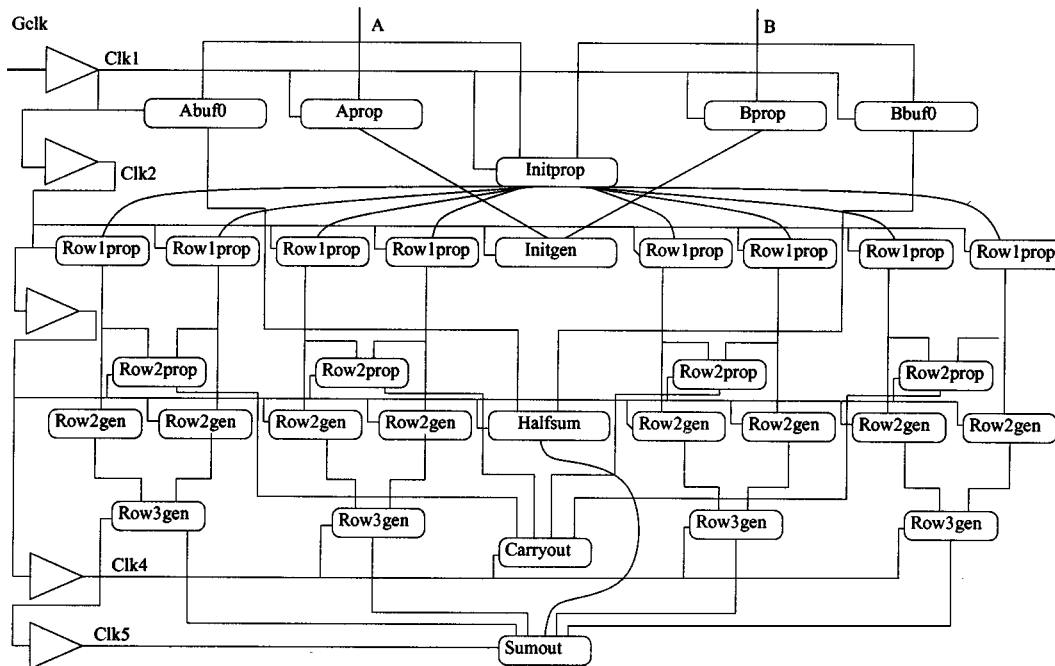 Gclk
A
B
Clk1
Abuf0
Aprop
Bprop
Bbuf0
Clk2
Initprop
Row1prop
Row1prop
Row1prop
Row1prop
Initgen
Row1prop
Row1prop
Row1prop
Row1prop
Row2prop
Row2prop
Row2prop
Row2prop
Row2gen
Row2gen
Row2gen
Row2gen
Halfsum
Row2gen
Row2gen
Row2gen
Row2gen
Row3gen
Row3gen
Row3gen
Row3gen
Carryout
Clk4
Clk5
Sumout